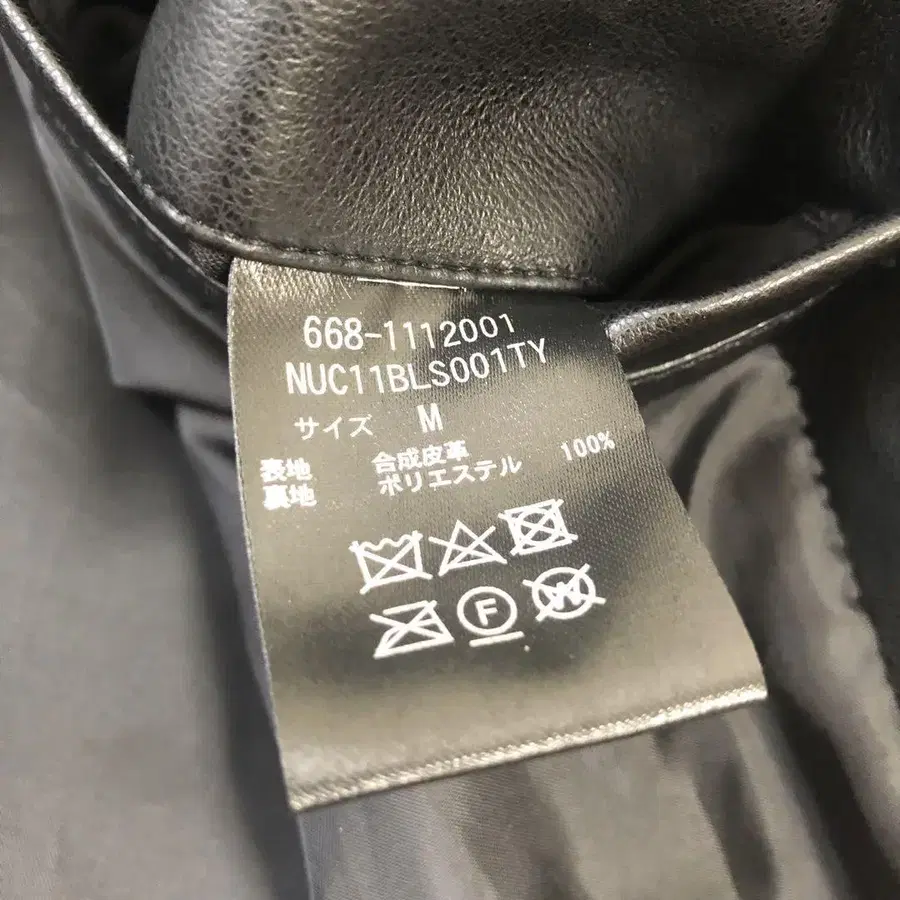 668-1112001
NUC11BLS001TY
サイズ M
表地 合成皮革
裏地 ポリエステル 100%
F
W